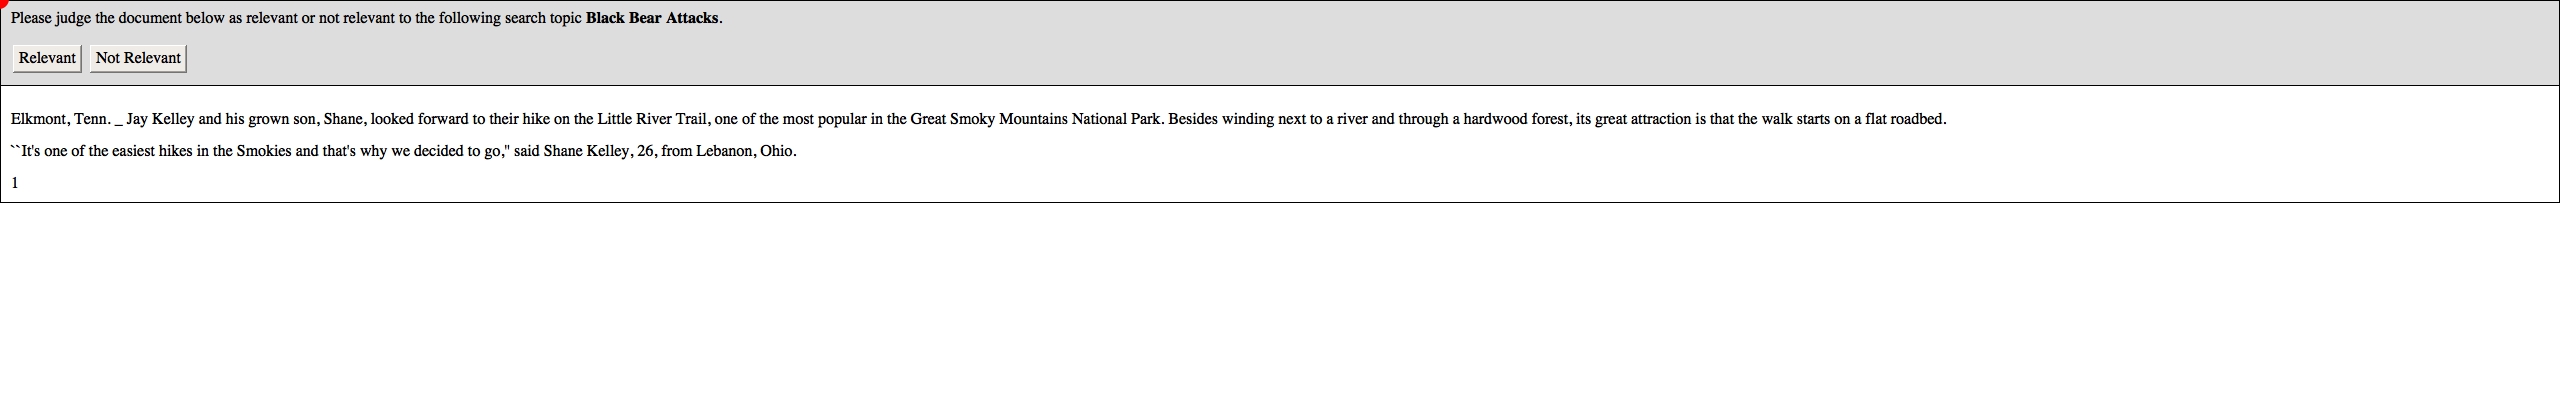 Please judge the document below as relevant or not relevant to the following search topic Black Bear Attacks.
Relevant Not Relevant
Elkmont, Tenn. _ Jay Kelley and his grown son, Shane, looked forward to their hike on the Little River Trail, one of the most popular in the Great Smoky Mountains National Park. Besides winding next to a river and through a hardwood forest, its great attraction is that the walk starts on a flat roadbed.
``It's one of the easiest hikes in the Smokies and that's why we decided to go,'' said Shane Kelley, 26, from Lebanon, Ohio.
1